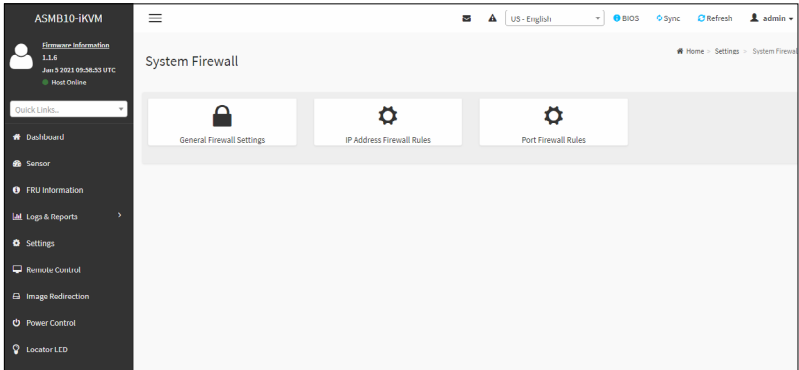 ASMB10-iKVM
US - English
BIOS
Sync
Refresh
admin
Firmware Information
1.1.6
Jun 5 2021 09:58:53 UTC
Host Online
System Firewall
Home > Settings > System Firewall
Quick Links..
General Firewall Settings
IP Address Firewall Rules
Port Firewall Rules
Dashboard
Sensor
FRU Information
Logs & Reports >
Settings
Remote Control
Image Redirection
Power Control
Locator LED